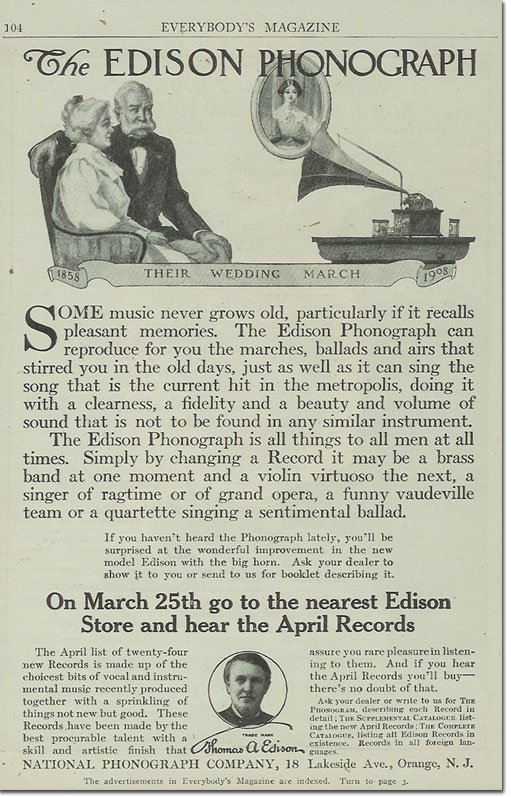 104
EVERYBODY'S MAGAZINE
The EDISON PHONOGRAPH
1858 THEIR WEDDING MARCH 1908
SOME music never grows old, particularly if it recalls
pleasant memories. The Edison Phonograph can
reproduce for you the marches, ballads and airs that
stirred you in the old days, just as well as it can sing the
song that is the current hit in the metropolis, doing it
with a clearness, a fidelity and a beauty and volume of
sound that is not to be found in any similar instrument.
The Edison Phonograph is all things to all men at all
times. Simply by changing a Record it may be a brass
band at one moment and a violin virtuoso the next, a
singer of ragtime or of grand opera, a funny vaudeville
team or a quartette singing a sentimental ballad.
If you haven't heard the Phonograph lately, you'll be
surprised at the wonderful improvement in the new
model Edison with the big horn. Ask your dealer to
show it to you or send to us for booklet describing it.
On March 25th go to the nearest Edison
Store and hear the April Records
The April list of twenty-four
new Records is made up of the
choicest bits of vocal and instru-
mental music recently produced
together with a sprinkling of
things not new but good. These
Records have been made by the
best procurable talent with a
skill and artistic finish that
TRADE MARK
Thomas A Edison
assure you rare pleasure in listen-
ing to them. And if you hear
the April Records you'll buy—
there's no doubt of that.
Ask your dealer or write to us for THE
PHONOGRAM, describing each Record in
detail; THE SUPPLEMENTAL CATALOGUE list-
ing the new April Records; THE COMPLETE
CATALOGUE, listing all Edison Records in
existence. Records in all foreign lan-
guages.
NATIONAL PHONOGRAPH COMPANY, 18 Lakeside Ave., Orange, N. J.
The advertisements in Everybody's Magazine are indexed. Turn to page 3.